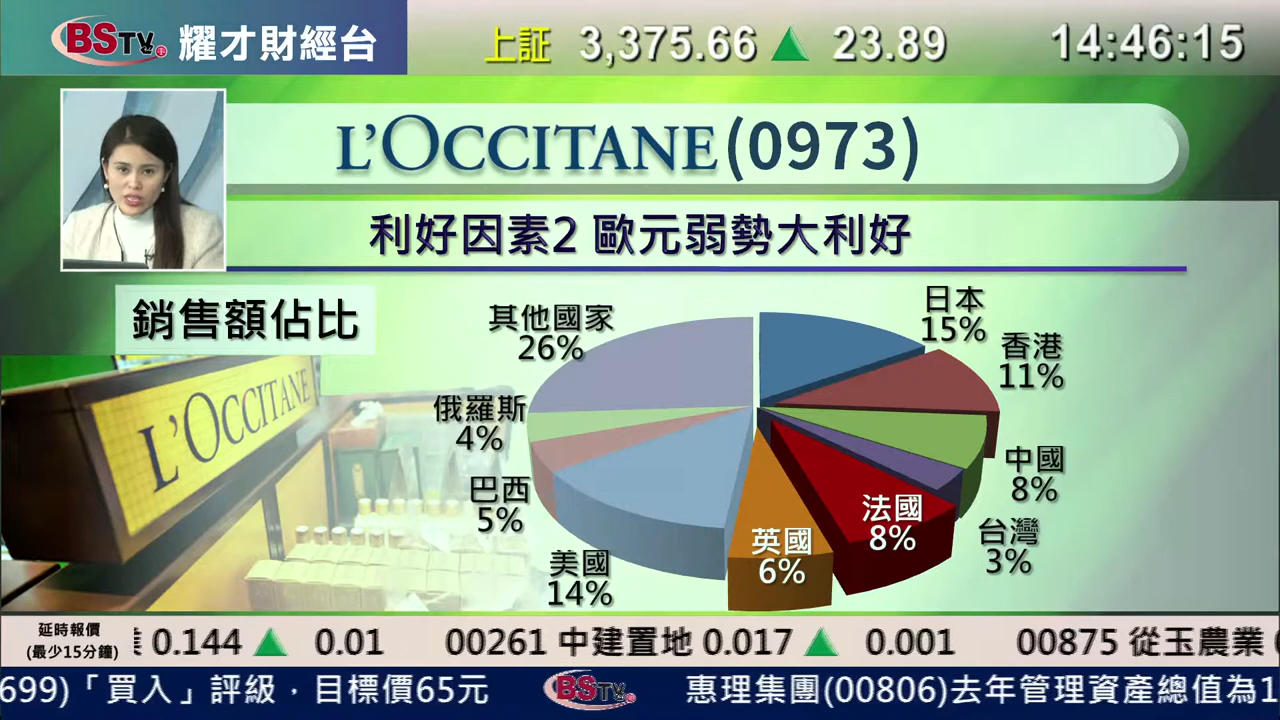 BSTV 耀才財經台
上証 3,375.66 ▲ 23.89
14:46:15
L'OCCITANE (0973)
利好因素2 歐元弱勢大利好
銷售額佔比
其他國家
26%
日本
15%
香港
11%
俄羅斯
4%
中國
8%
巴西
5%
法國
8%
台灣
3%
英國
6%
美國
14%
L'OCCITANE
延時報價
(最少15分鐘)
0.144 ▲ 0.01 00261 中建置地 0.017 ▲ 0.001 00875 從玉農業
699)「買入」評級，目標價65元 BSTV 惠理集團(00806)去年管理資產總值為1